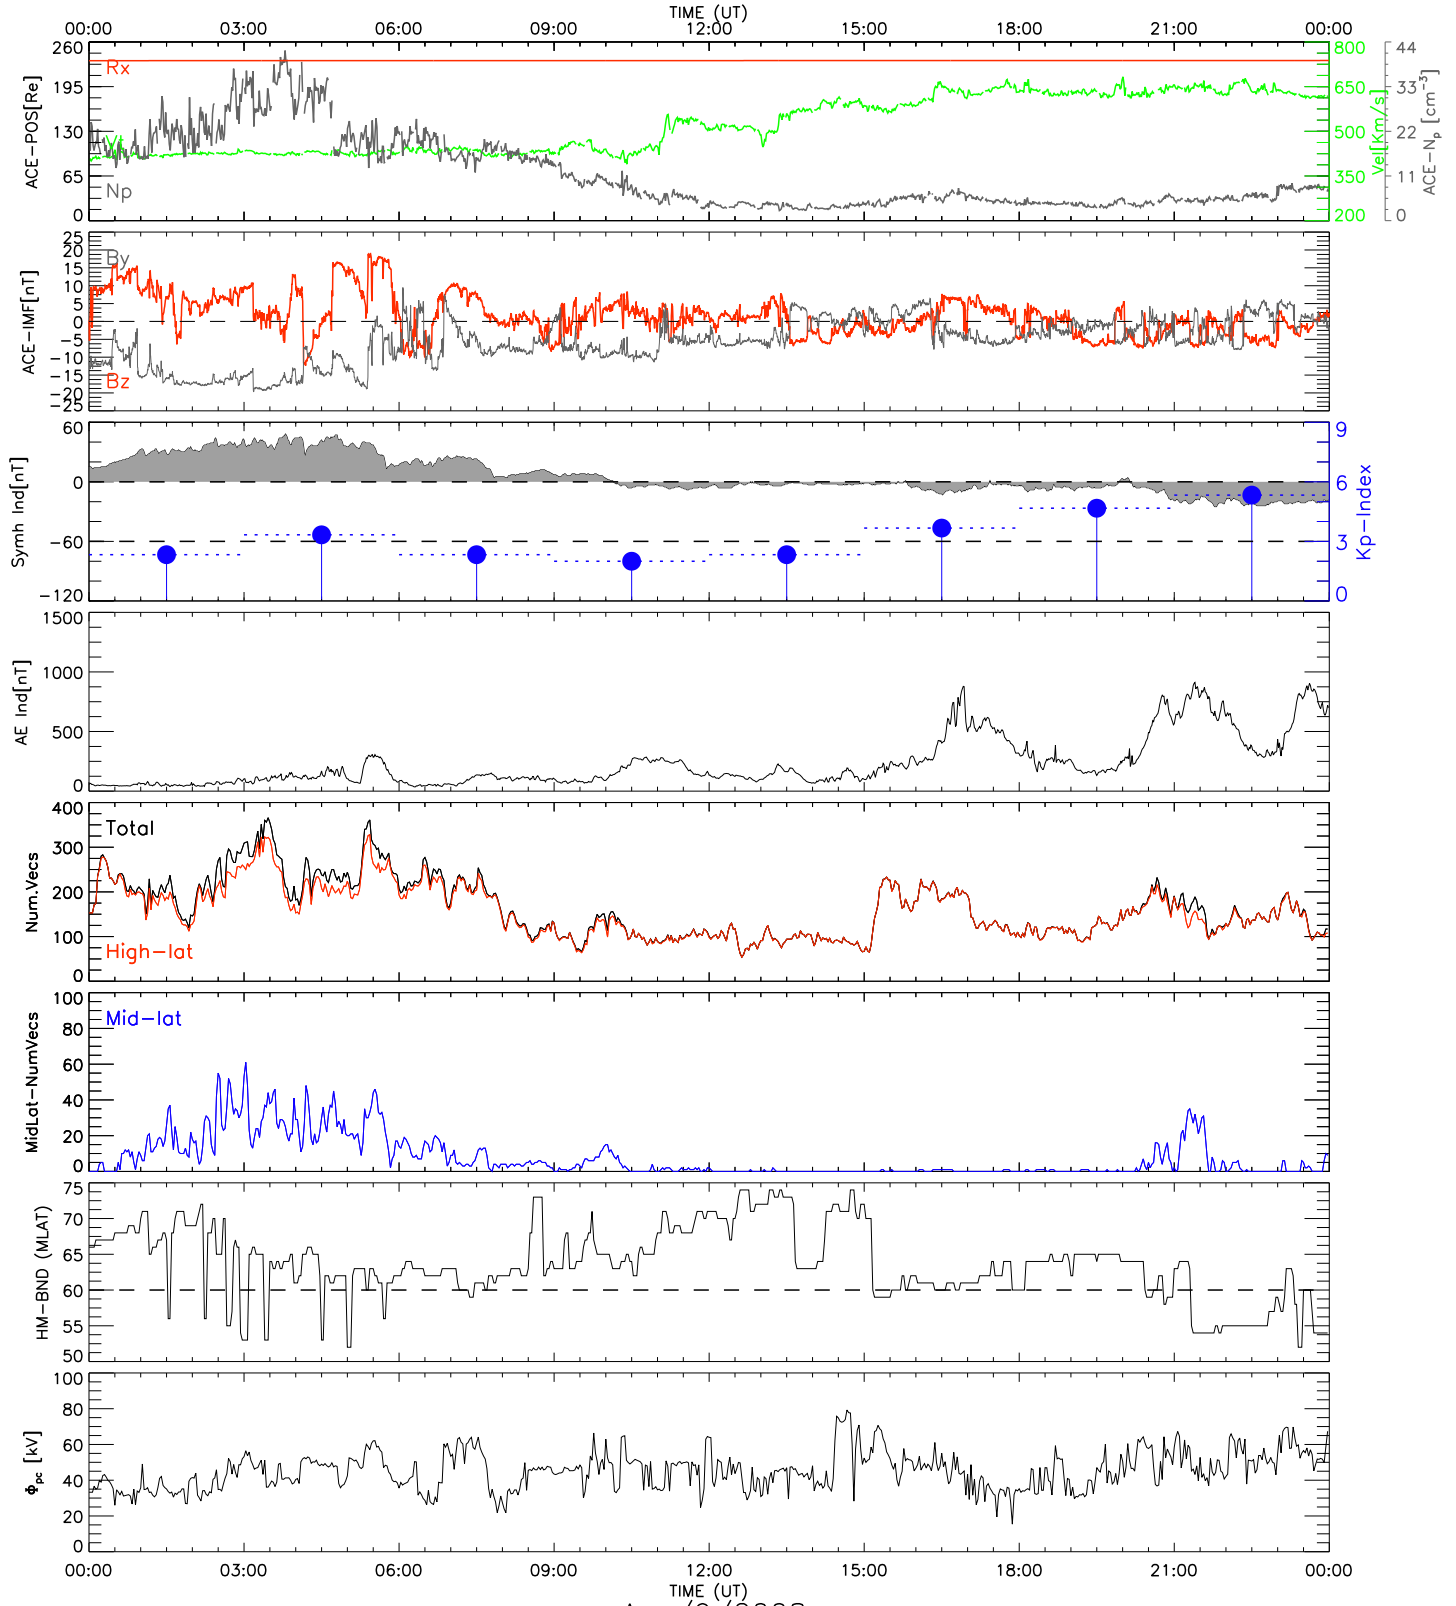 TIME (UT)
00:00 03:00 06:00 09:00 12:00 15:00 18:00 21:00 00:00
260 195 130 65 0
ACE-POS[Re]
Rx
Vt
Np
800 650 500 350 200
Vel[Km/s]
44 33 22 11 0
ACE-Np [cm⁻³]
25 20 15 10 5 0 -5 -10 -15 -20 -25
ACE-IMF[nT]
By
Bz
60 0 -60 -120
Symh Ind[nT]
9 6 3 0
Kp-Index
1500 1000 500 0
AE Ind[nT]
400 300 200 100 0
Num.Vecs
Total
High-lat
100 80 60 40 20 0
MidLat-NumVecs
Mid-lat
75 70 65 60 55 50
HM-BND (MLAT)
100 80 60 40 20 0
Φpc [kV]
00:00 03:00 06:00 09:00 12:00 15:00 18:00 21:00 00:00
TIME (UT)